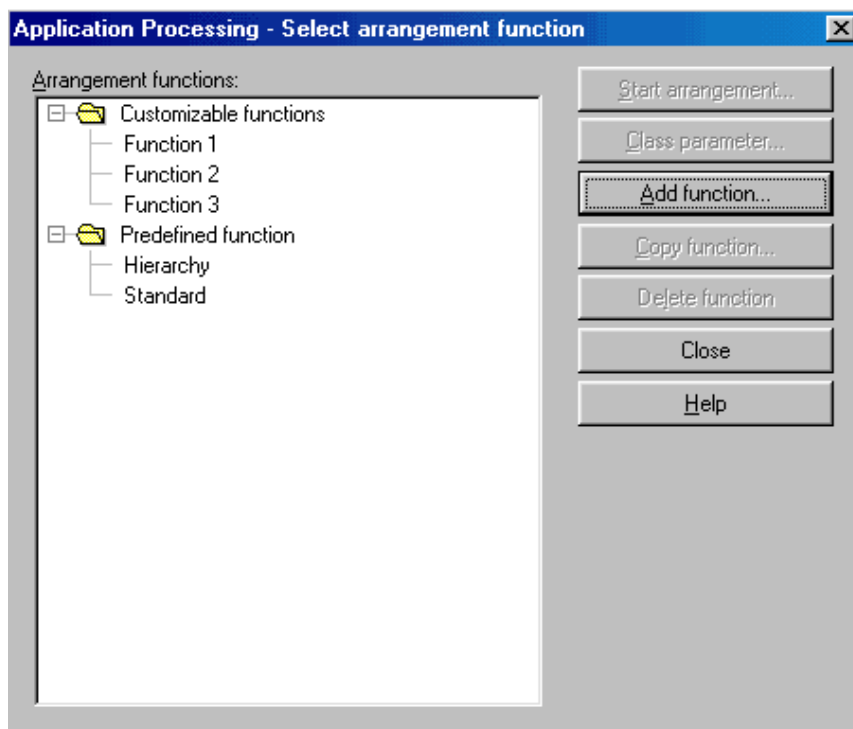 Application Processing - Select arrangement function
Arrangement functions:
Customizable functions
Function 1
Function 2
Function 3
Predefined function
Hierarchy
Standard
Start arrangement...
Class parameter...
Add function...
Copy function...
Delete function
Close
Help